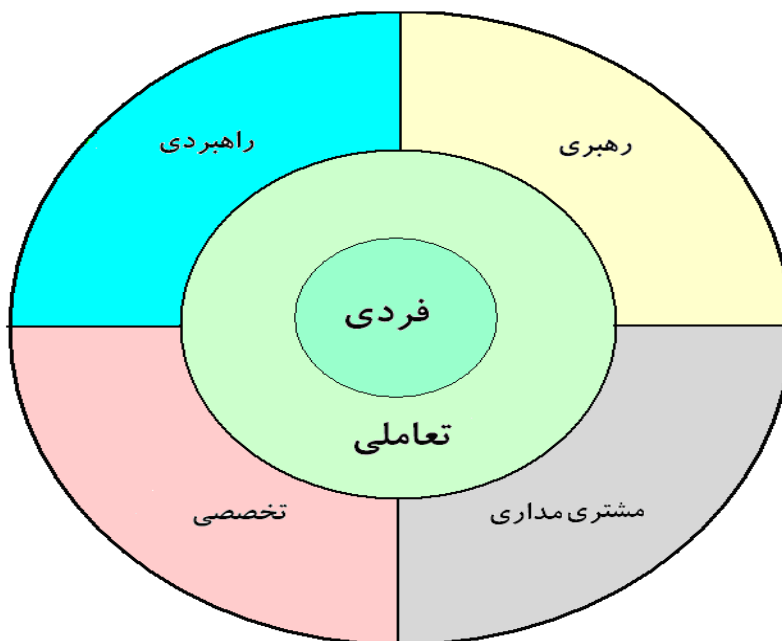 رهبری
راهبردی
فردی
تعاملی
مشتری مداری
تخصصی